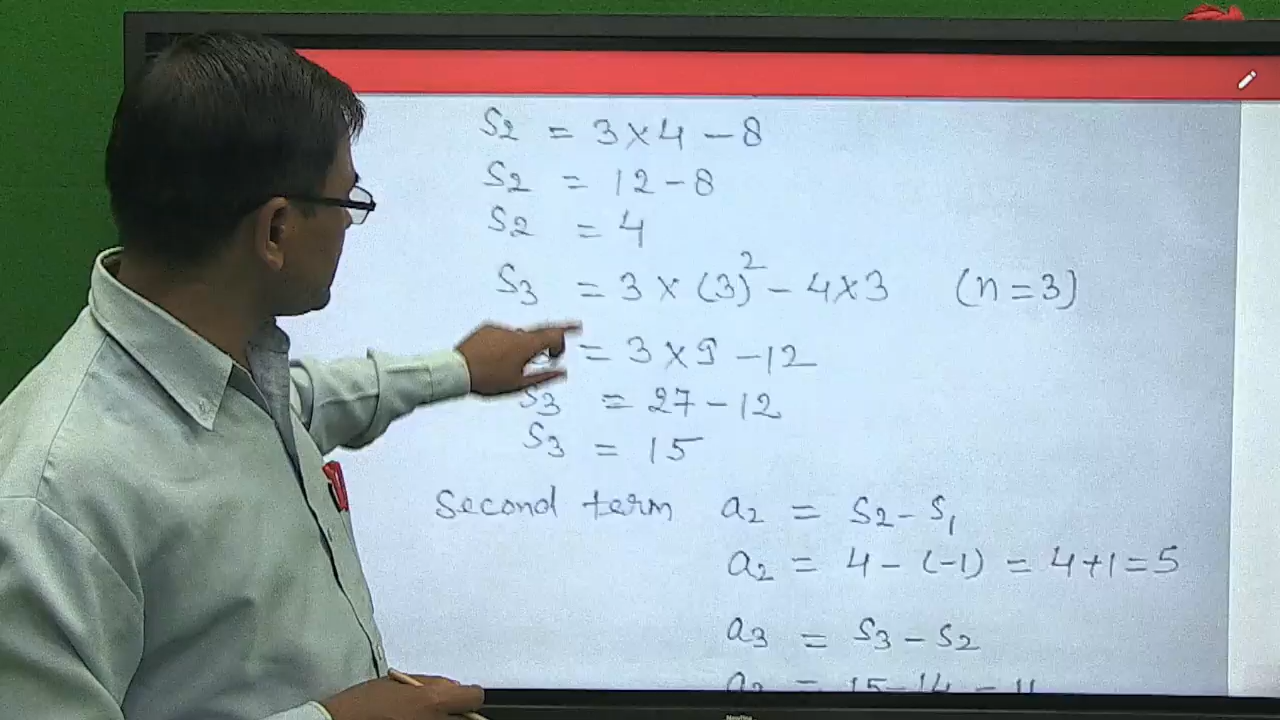 S2 = 3×4 - 8
S2 = 12 - 8
S2 = 4
S3 = 3 × (3)² - 4×3 (n=3)
= 3 × 9 - 12
S3 = 27 - 12
S3 = 15
Second term a2 = S2 - S1
a2 = 4 - (-1) = 4+1 = 5
a3 = S3 - S2